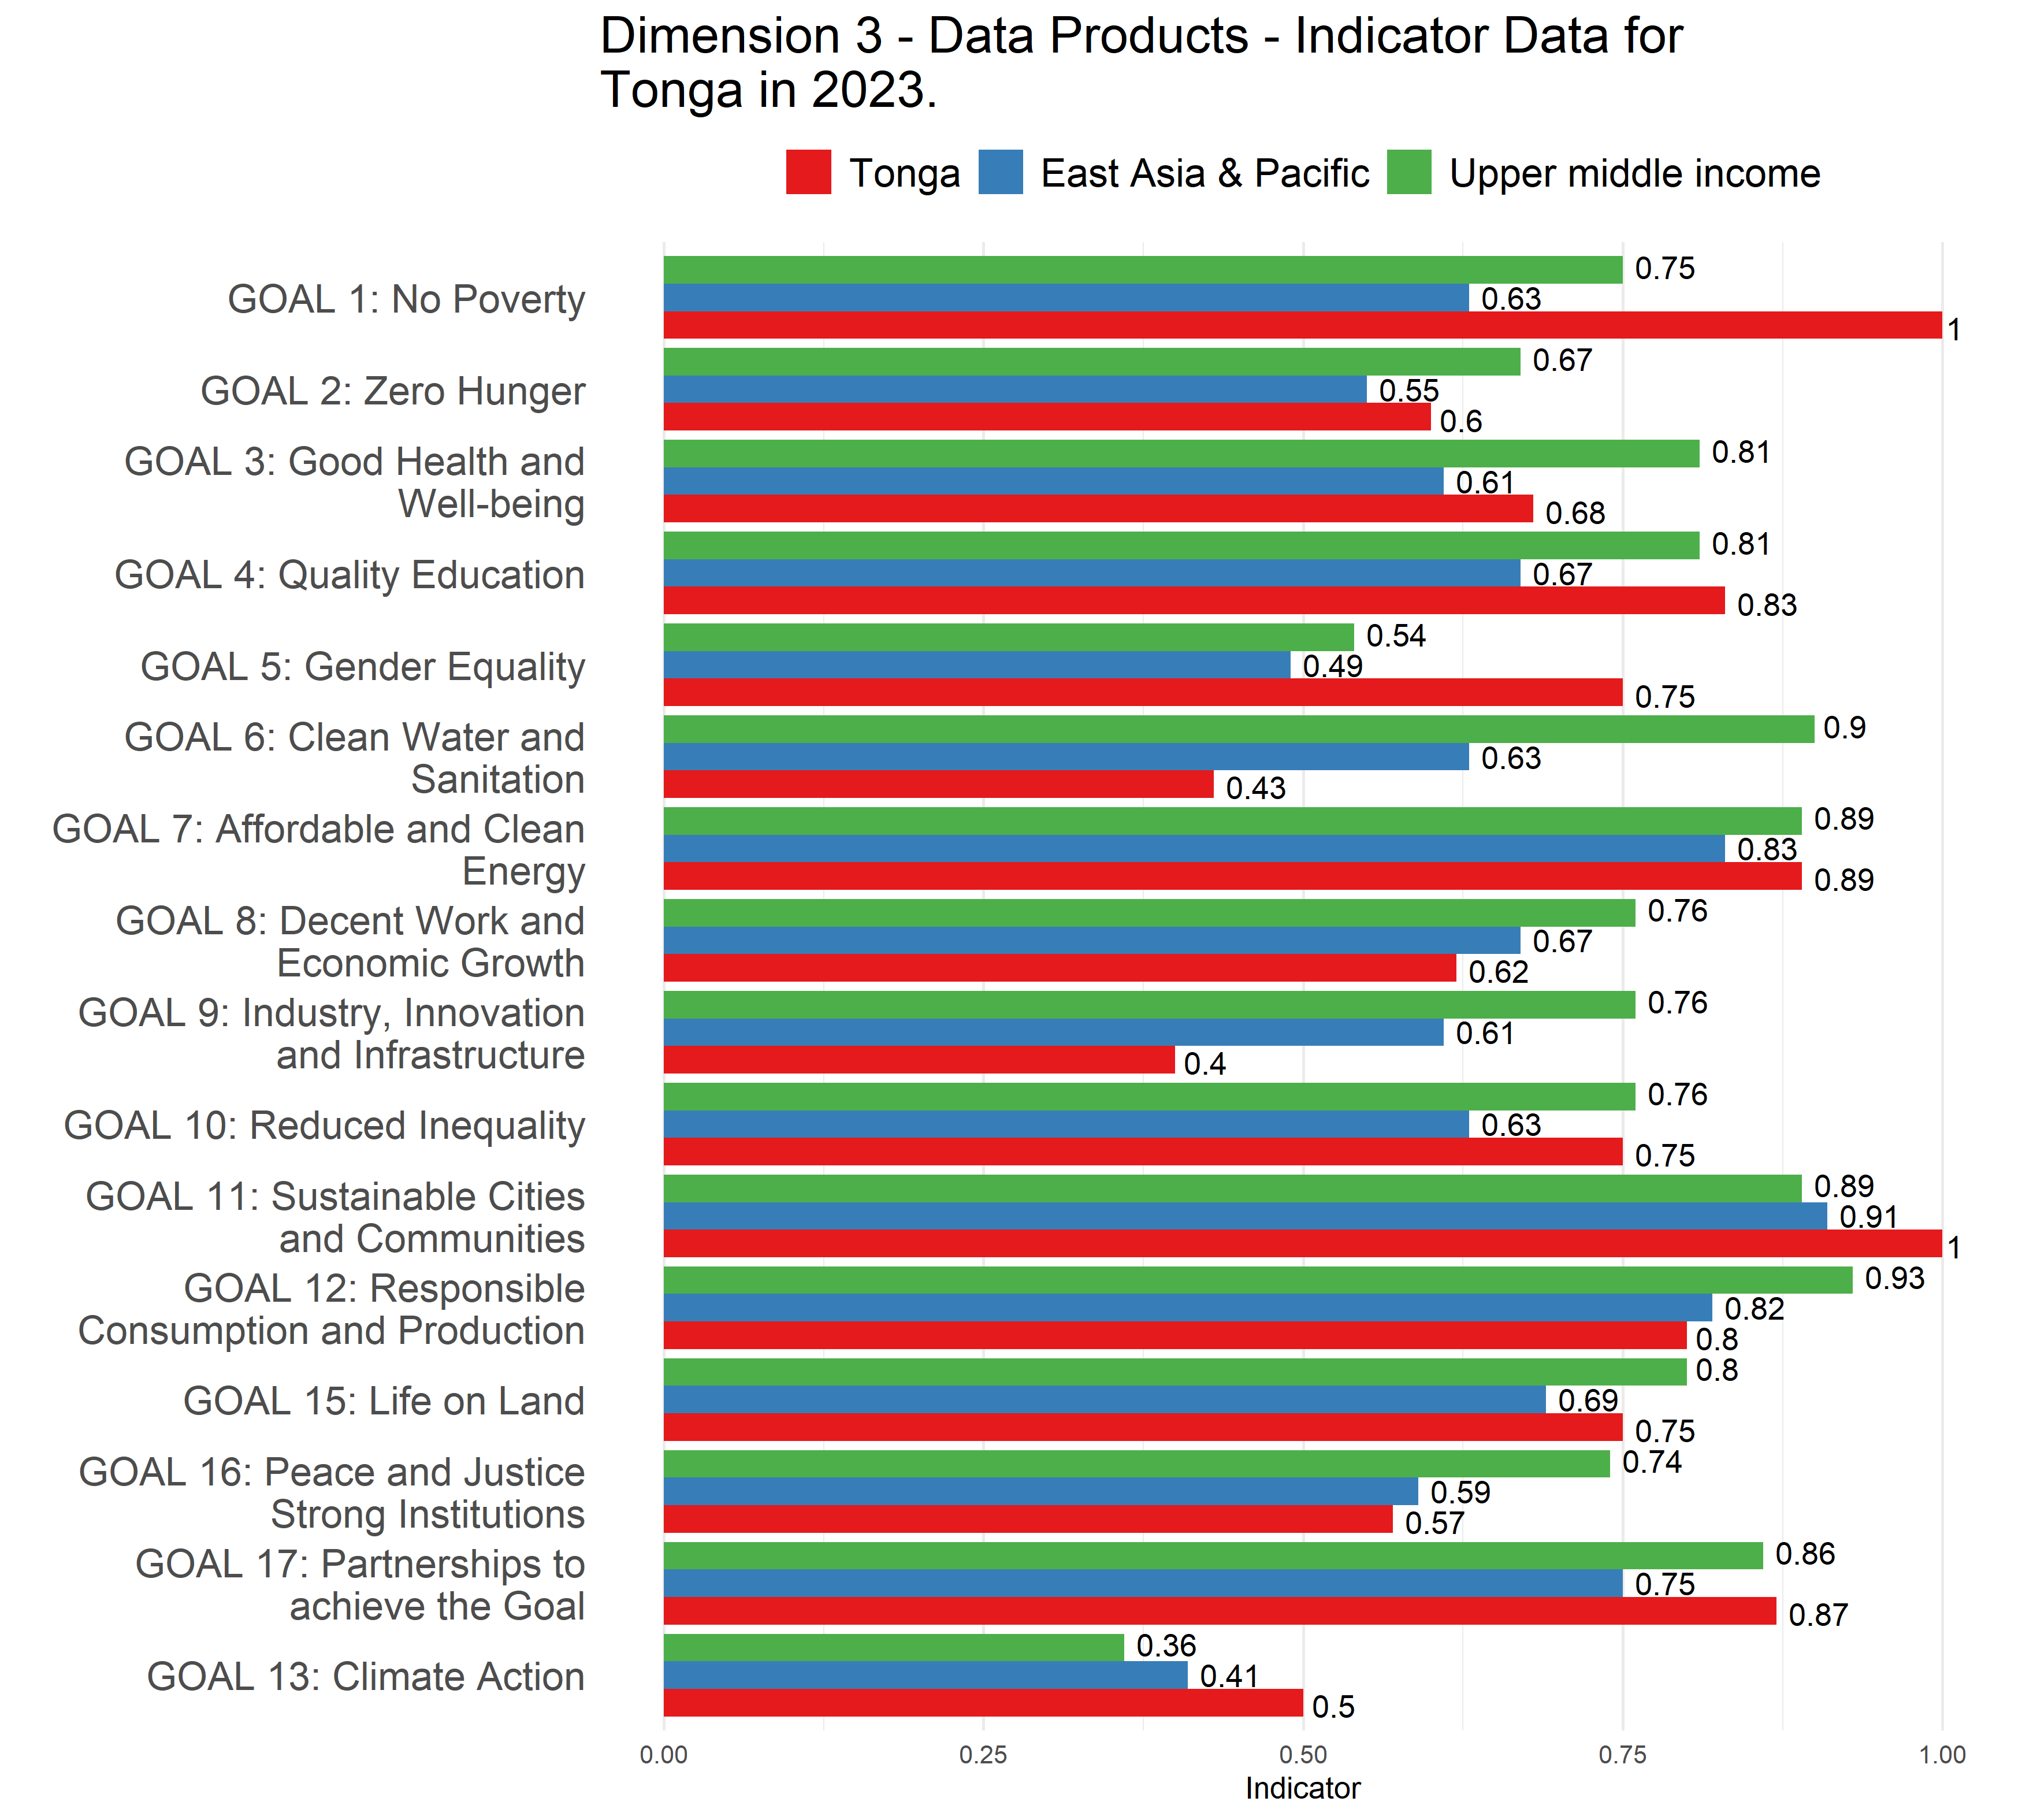 Dimension 3 - Data Products - Indicator Data for
Tonga in 2023.
Tonga
East Asia & Pacific
Upper middle income
GOAL 1: No Poverty
0.75
0.63
1
GOAL 2: Zero Hunger
0.67
0.55
0.6
GOAL 3: Good Health and
Well-being
0.81
0.61
0.68
GOAL 4: Quality Education
0.81
0.67
0.83
GOAL 5: Gender Equality
0.54
0.49
0.75
GOAL 6: Clean Water and
Sanitation
0.9
0.63
0.43
GOAL 7: Affordable and Clean
Energy
0.89
0.83
0.89
GOAL 8: Decent Work and
Economic Growth
0.76
0.67
0.62
GOAL 9: Industry, Innovation
and Infrastructure
0.76
0.61
0.4
GOAL 10: Reduced Inequality
0.76
0.63
0.75
GOAL 11: Sustainable Cities
and Communities
0.89
0.91
1
GOAL 12: Responsible
Consumption and Production
0.93
0.82
0.8
GOAL 15: Life on Land
0.8
0.69
0.75
GOAL 16: Peace and Justice
Strong Institutions
0.74
0.59
0.57
GOAL 17: Partnerships to
achieve the Goal
0.86
0.75
0.87
GOAL 13: Climate Action
0.36
0.41
0.5
0.00
0.25
0.50
0.75
1.00
Indicator